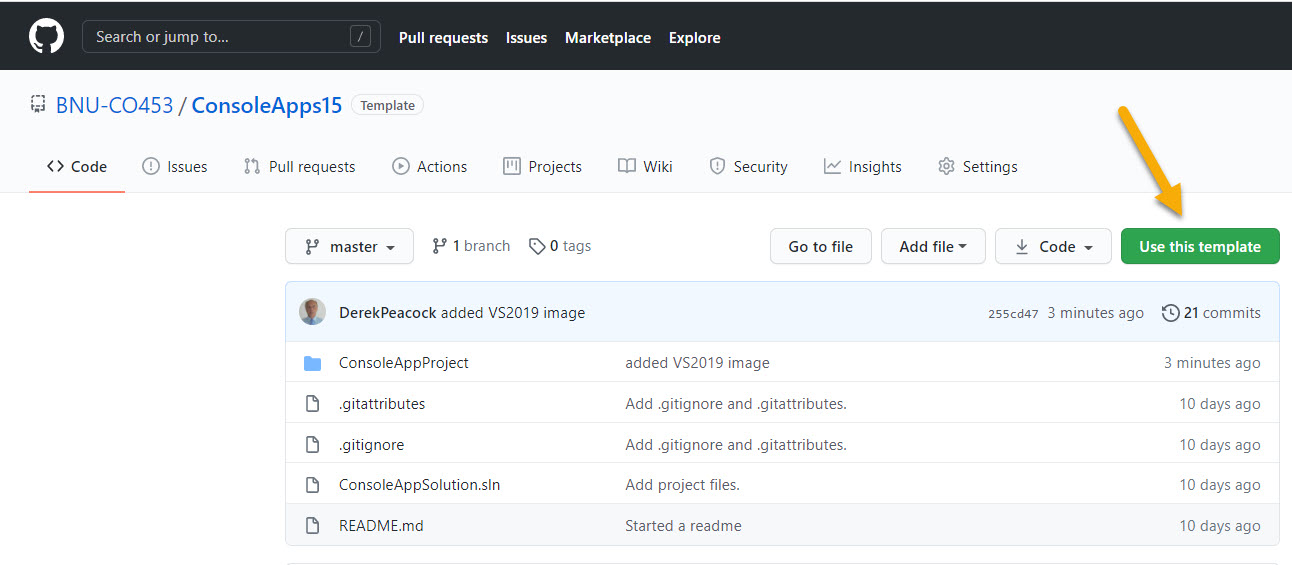 Search or jump to... / Pull requests Issues Marketplace Explore
BNU-CO453 / ConsoleApps15 Template
Code Issues Pull requests Actions Projects Wiki Security Insights Settings
master 1 branch 0 tags Go to file Add file Code Use this template
DerekPeacock added VS2019 image 255cd47 3 minutes ago 21 commits
ConsoleAppProject added VS2019 image 3 minutes ago
.gitattributes Add .gitignore and .gitattributes. 10 days ago
.gitignore Add .gitignore and .gitattributes. 10 days ago
ConsoleAppSolution.sln Add project files. 10 days ago
README.md Started a readme 10 days ago